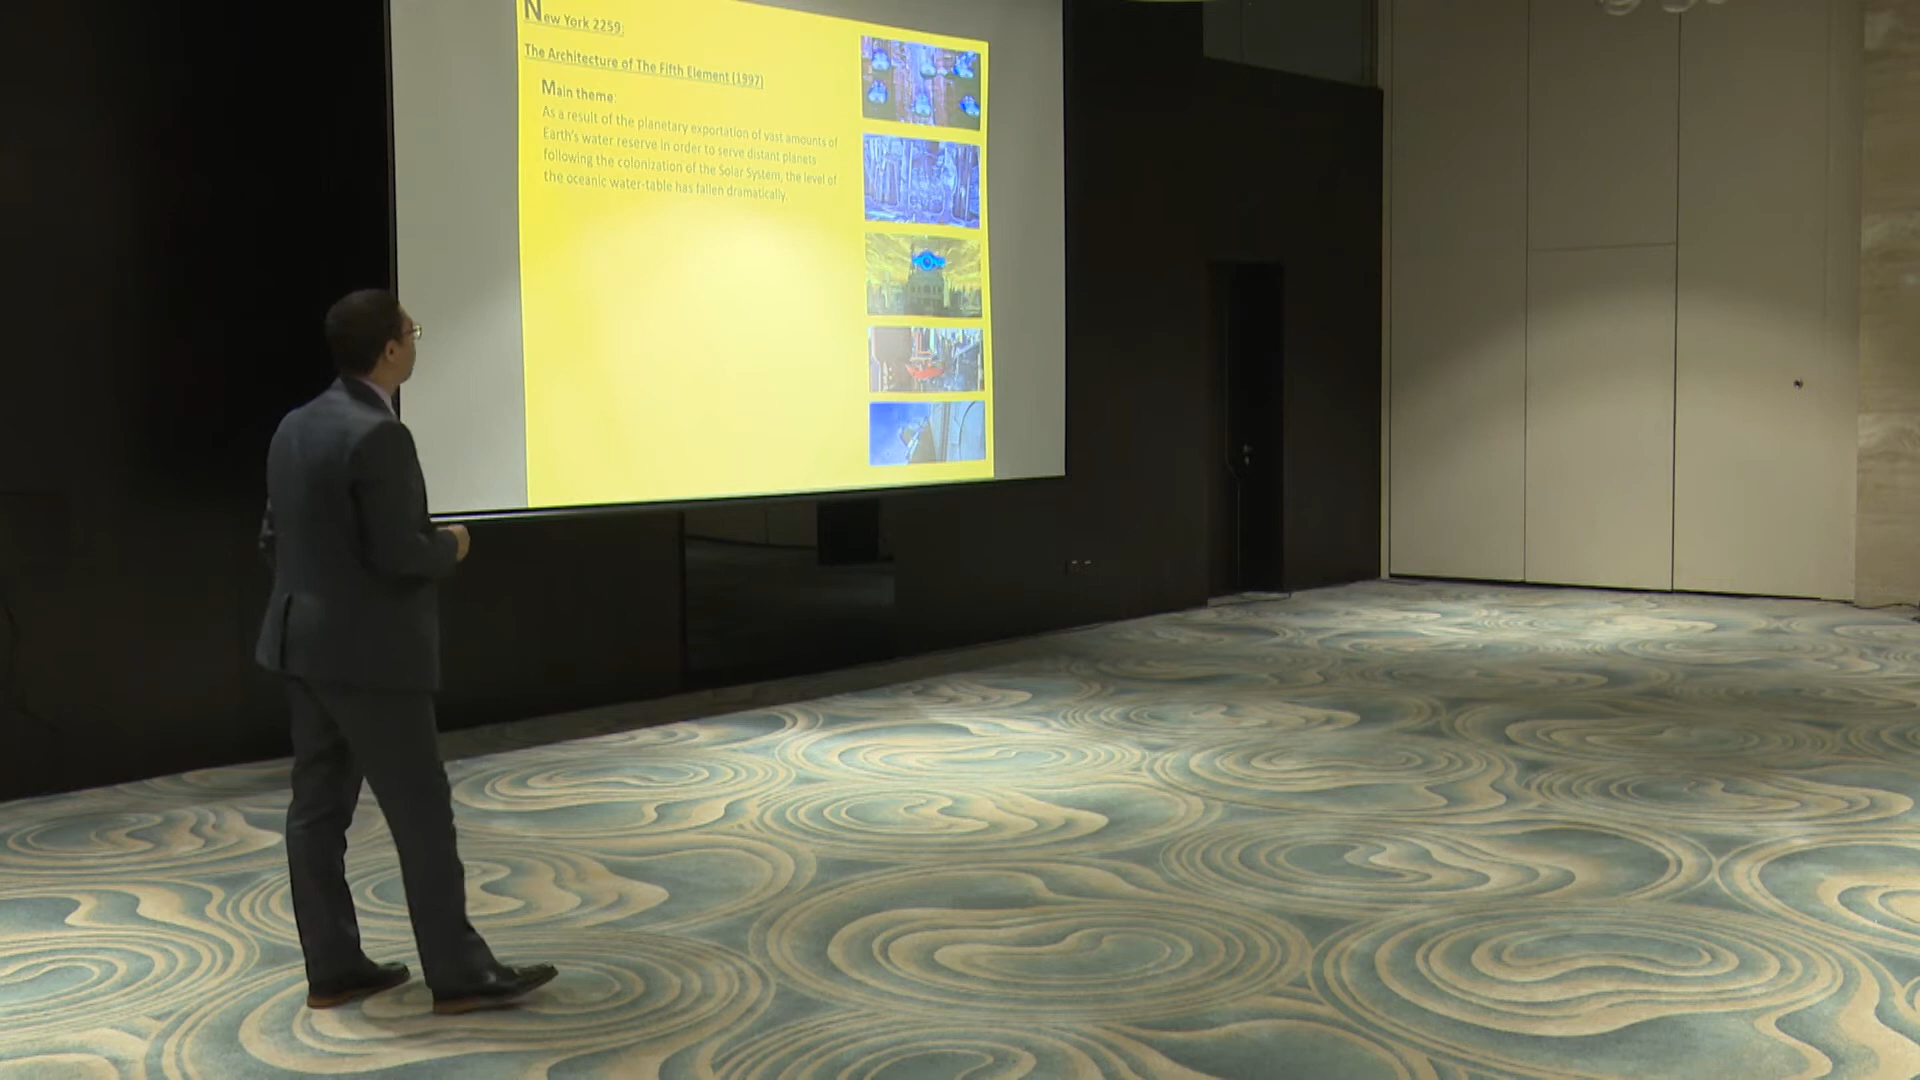 New York 2259:
The Architecture of The Fifth Element (1997)
Main theme:
As a result of the planetary exportation of vast amounts of
Earth's water reserve in order to serve distant planets
following the colonization of the Solar System, the level of
the oceanic water-table has fallen dramatically.